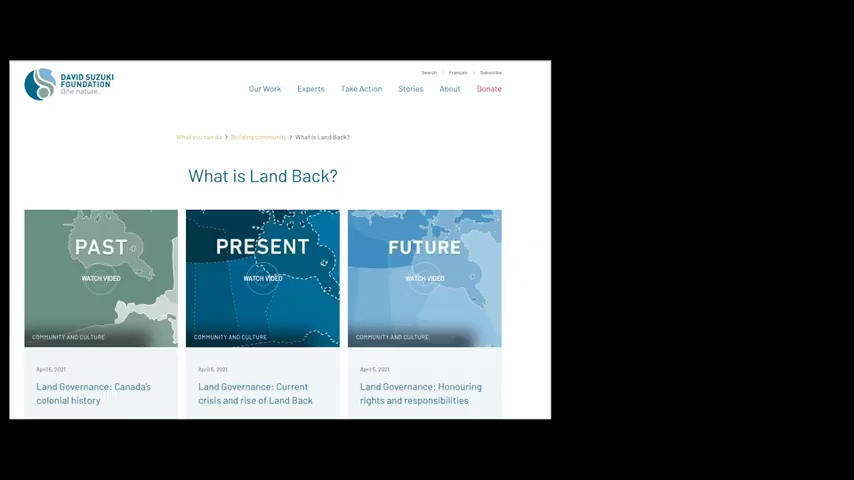 DAVID SUZUKI
FOUNDATION
One nature.
Search | Français | Subscribe
Our Work Experts Take Action Stories About Donate
What you can do > Building community > What is Land Back?
What is Land Back?
PAST
WATCH VIDEO
COMMUNITY AND CULTURE
April 5, 2021
Land Governance: Canada's
colonial history
PRESENT
WATCH VIDEO
COMMUNITY AND CULTURE
April 5, 2021
Land Governance: Current
crisis and rise of Land Back
FUTURE
WATCH VIDEO
COMMUNITY AND CULTURE
April 5, 2021
Land Governance: Honouring
rights and responsibilities